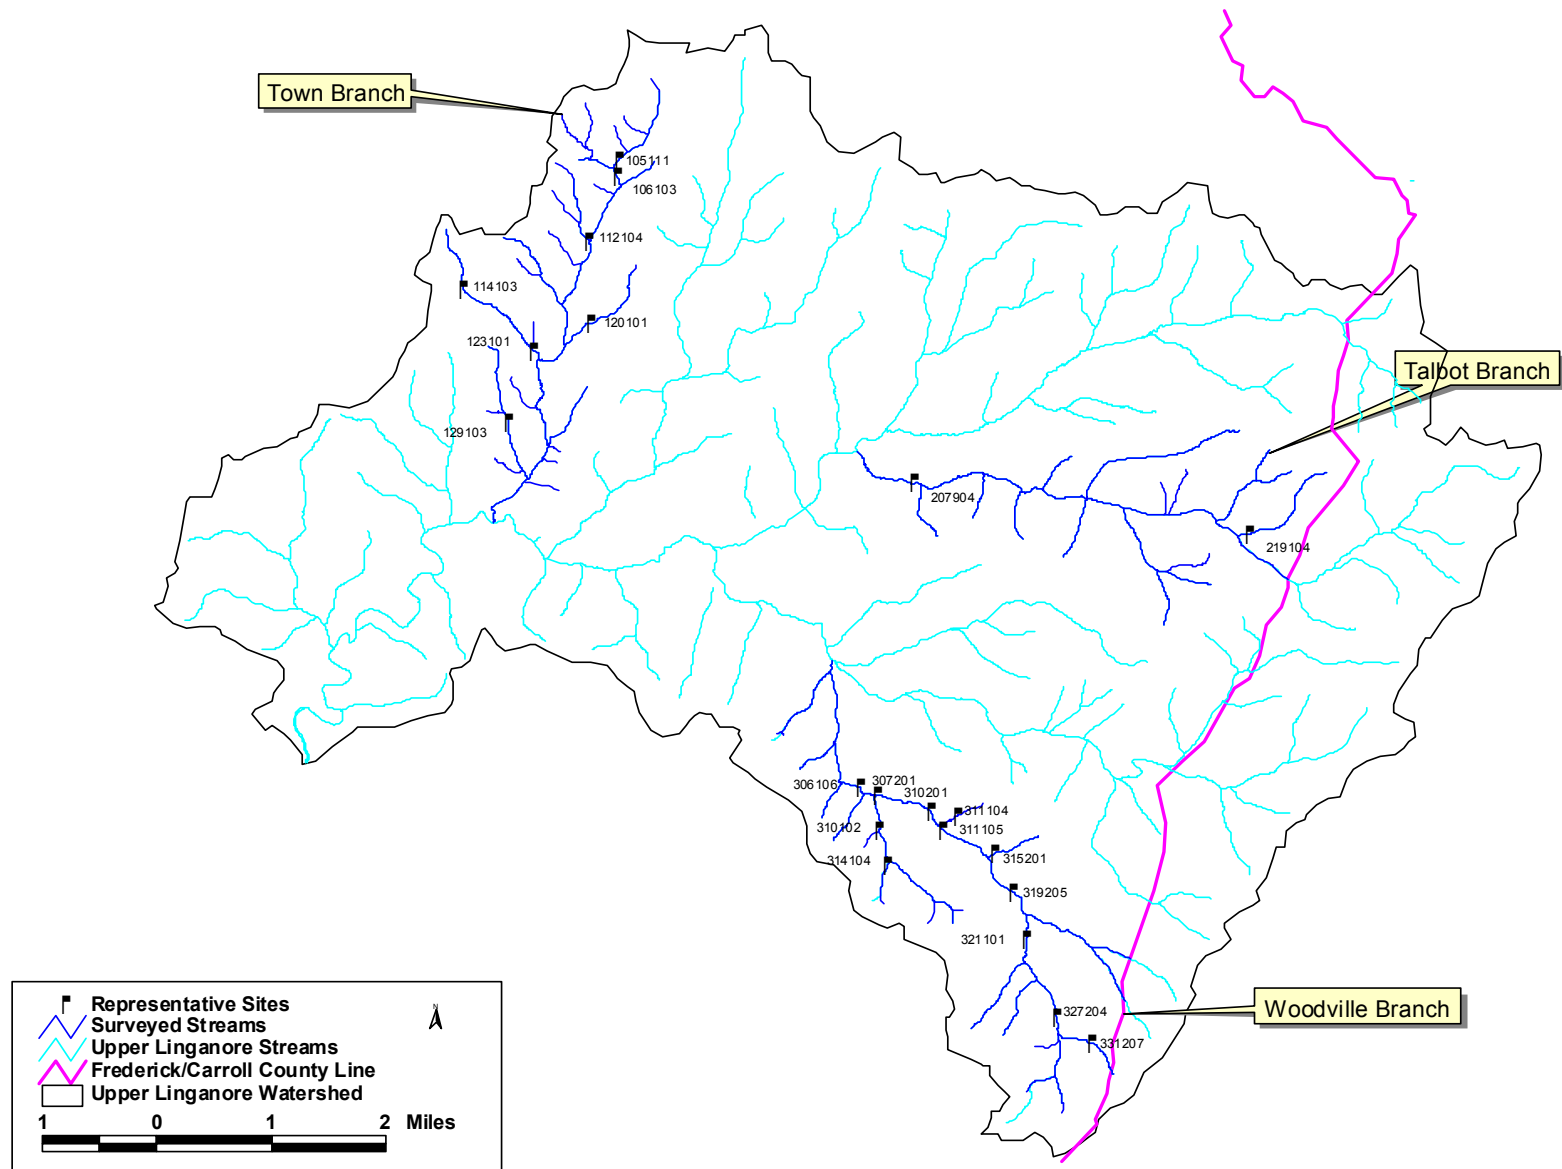 Town Branch
105111
106103
112104
114103
120101
123101
129103
Talbot Branch
207904
219104
306106
307201
310201
311104
310102
311105
314104
315201
319205
321101
327204
331207
Woodville Branch
Representative Sites
Surveyed Streams
Upper Linganore Streams
Frederick/Carroll County Line
Upper Linganore Watershed
N
1 0 1 2 Miles